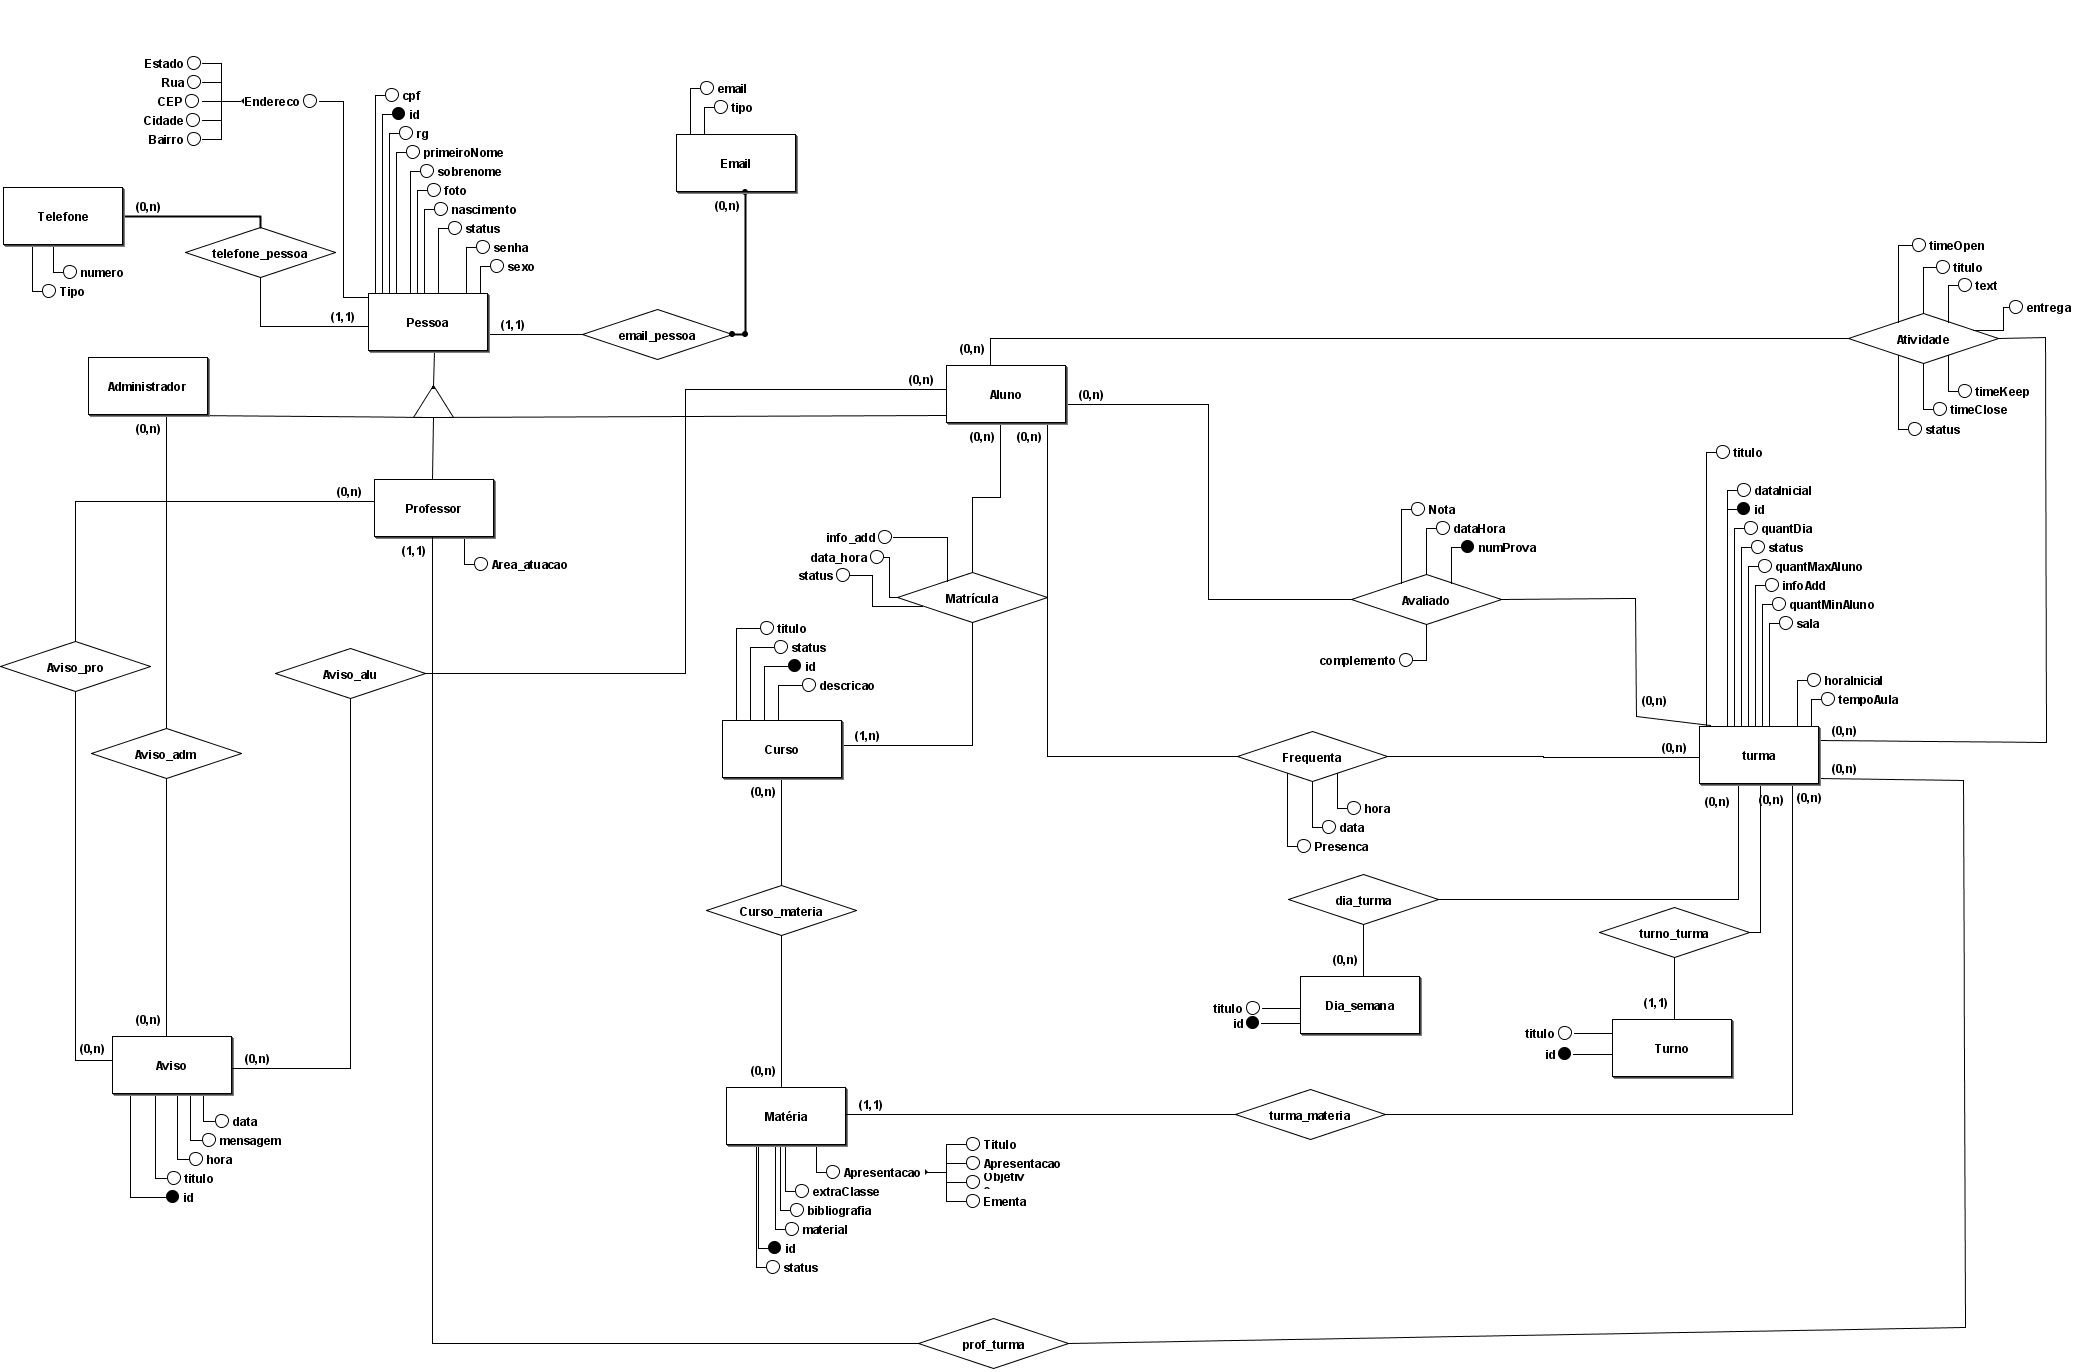 Estado
Rua
CEP
Cidade
Bairro
Endereco
cpf
id
rg
primeiroNome
sobrenome
foto
nascimento
status
senha
sexo
email
tipo
Email
(0,n)
Telefone
(0,n)
numero
Tipo
telefone_pessoa
(1,1)
Pessoa
(1,1)
email_pessoa
timeOpen
titulo
text
entrega
Atividade
timeKeep
timeClose
status
Administrador
(0,n)
(0,n)
(0,n)
Aluno
(0,n)
(0,n)
(0,n)
(0,n)
Professor
(1,1)
Area_atuacao
titulo
dataInicial
id
quantDia
status
quantMaxAluno
infoAdd
quantMinAluno
sala
horaInicial
tempoAula
Nota
dataHora
numProva
Avaliado
complemento
(0,n)
info_add
data_hora
status
Matrícula
titulo
status
id
descricao
Curso
(1,n)
(0,n)
Aviso_pro
Aviso_alu
Aviso_adm
Frequenta
hora
data
Presenca
(0,n)
turma
(0,n)
(0,n)
(0,n)
(0,n)
(0,n)
Curso_materia
dia_turma
turno_turma
(0,n)
titulo
id
Dia_semana
(1,1)
titulo
id
Turno
(0,n)
(0,n)
Aviso
(0,n)
data
mensagem
hora
titulo
id
(0,n)
Matéria
(1,1)
turma_materia
Apresentacao
Titulo
Apresentacao
Objetiv
Ementa
extraClasse
bibliografia
material
id
status
prof_turma